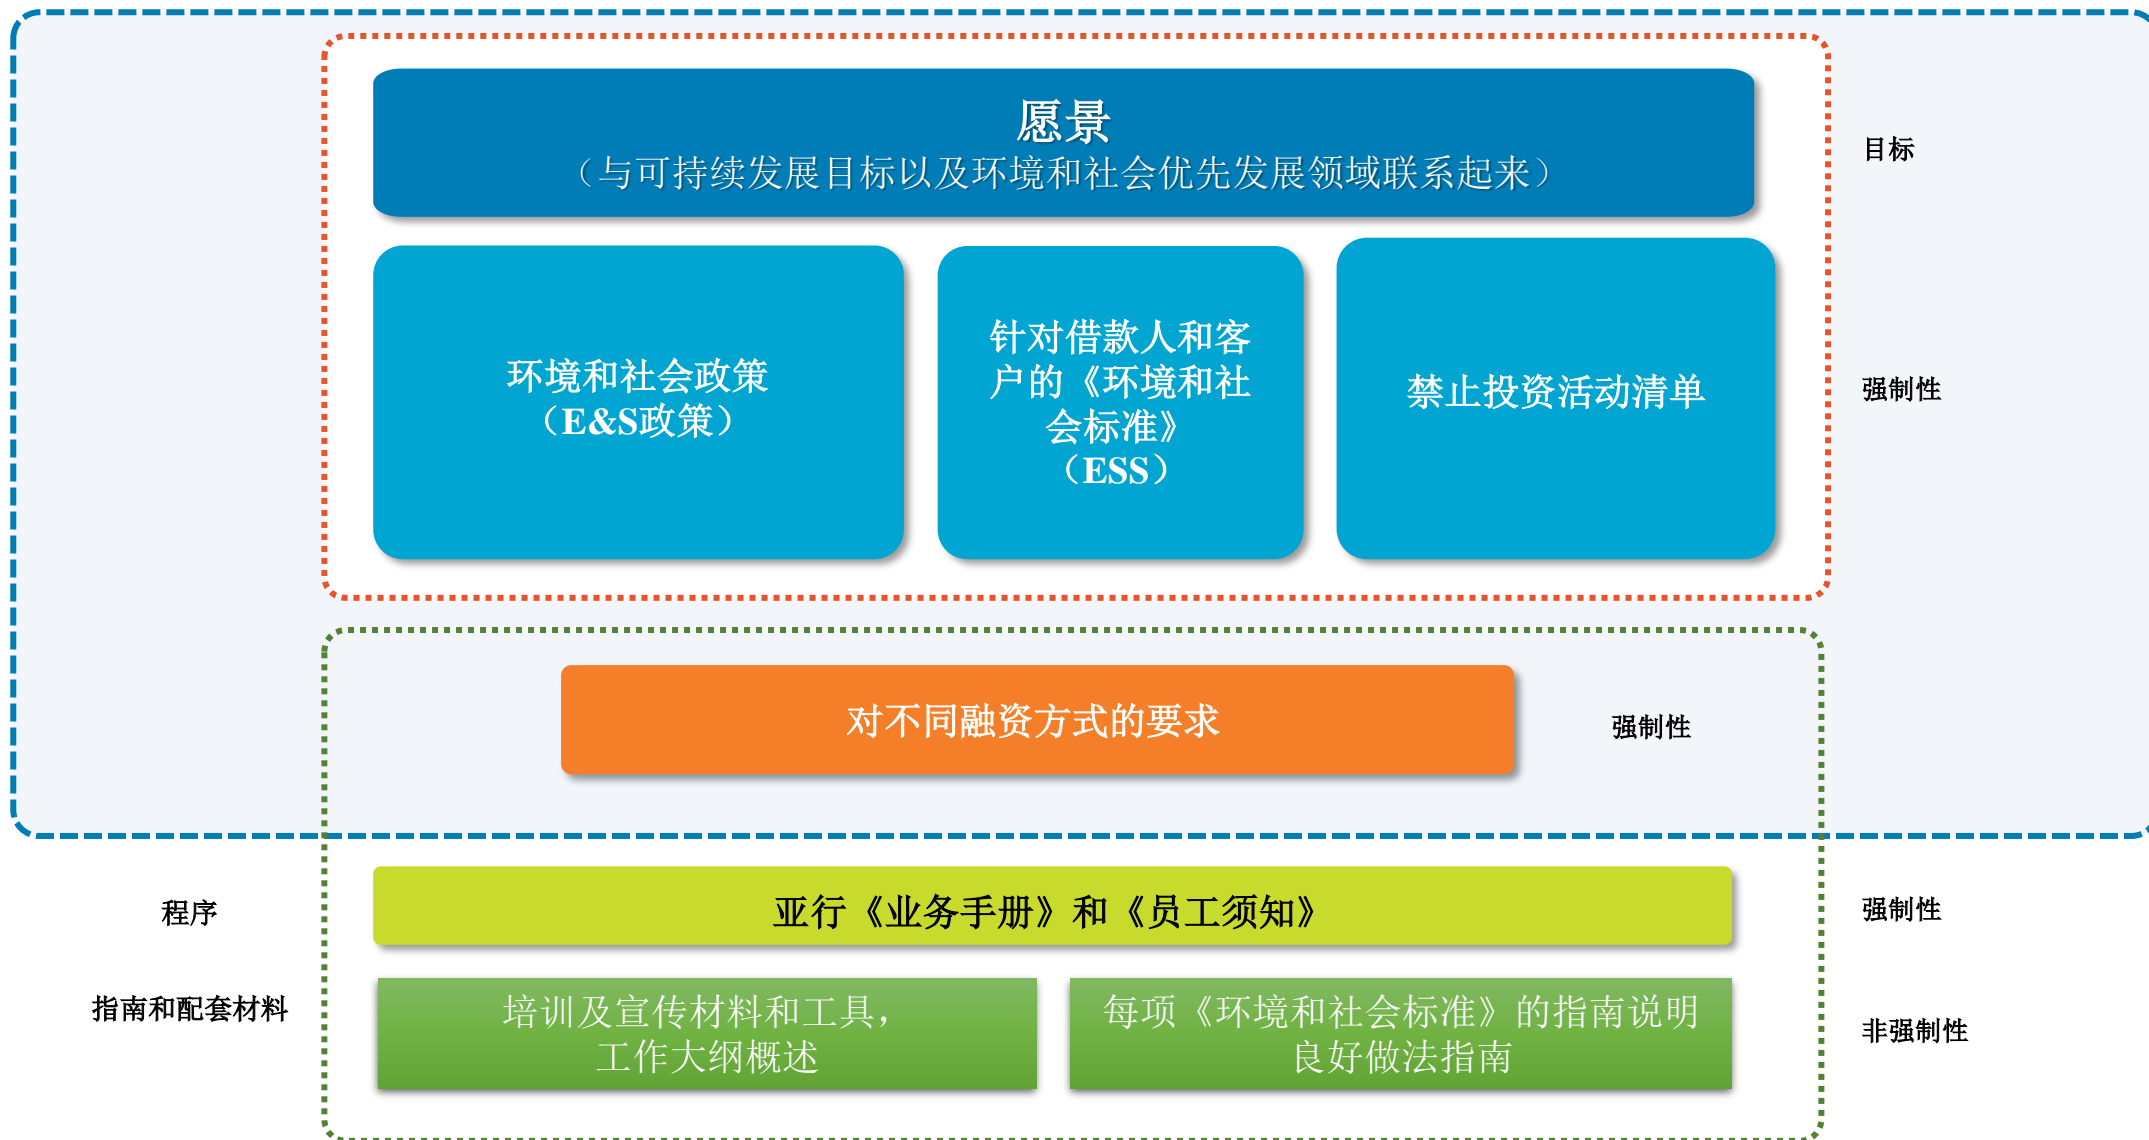 愿景
（与可持续发展目标以及环境和社会优先发展领域联系起来）
目标
环境和社会政策
（E&S政策）
针对借款人和客
户的《环境和社
会标准》
（ESS）
禁止投资活动清单
强制性
对不同融资方式的要求
强制性
程序
亚行《业务手册》和《员工须知》
强制性
指南和配套材料
培训及宣传材料和工具，
工作大纲概述
每项《环境和社会标准》的指南说明
良好做法指南
非强制性